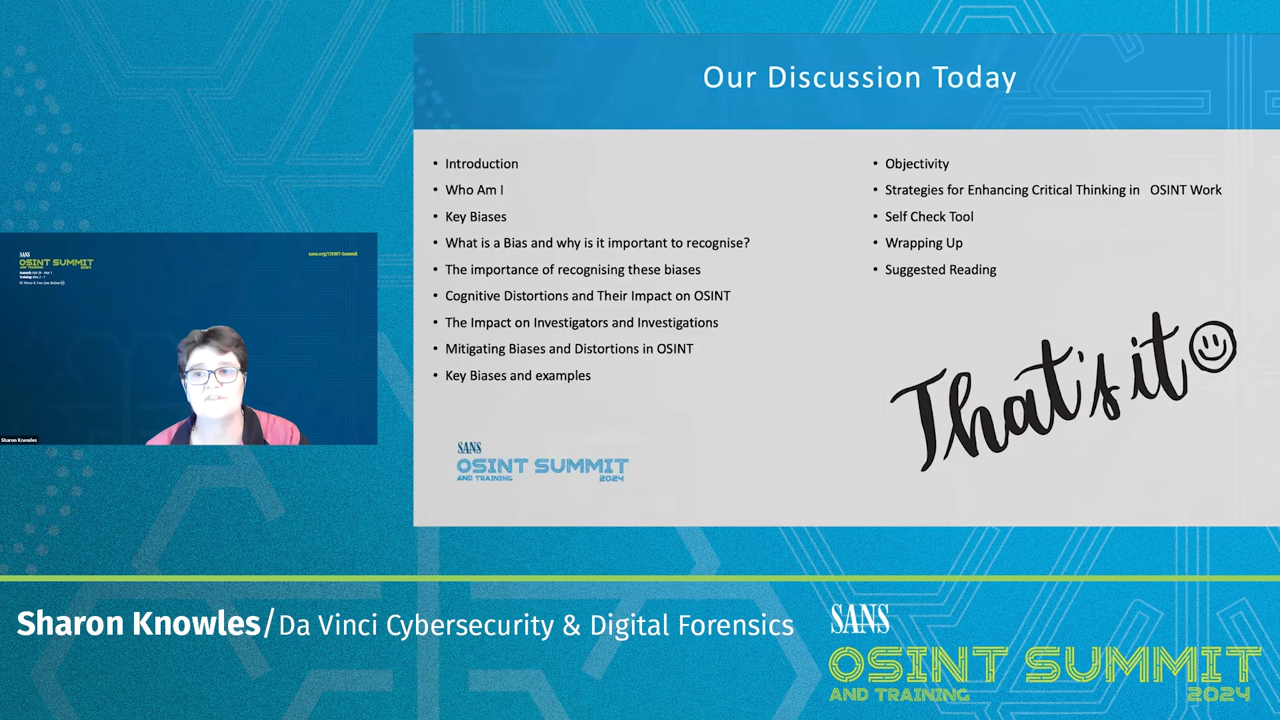 Our Discussion Today
• Introduction
• Who Am I
• Key Biases
• What is a Bias and why is it important to recognise?
• The importance of recognising these biases
• Cognitive Distortions and Their Impact on OSINT
• The Impact on Investigators and Investigations
• Mitigating Biases and Distortions in OSINT
• Key Biases and examples
• Objectivity
• Strategies for Enhancing Critical Thinking in OSINT Work
• Self Check Tool
• Wrapping Up
• Suggested Reading
That's it
SANS
OSINT SUMMIT
AND TRAINING 2024
SANS
OSINT SUMMIT
AND TRAINING 2024
sans.org/OSINT-Summit
Sharon Knowles
Sharon Knowles/Da Vinci Cybersecurity & Digital Forensics
SANS
OSINT SUMMIT
AND TRAINING 2024